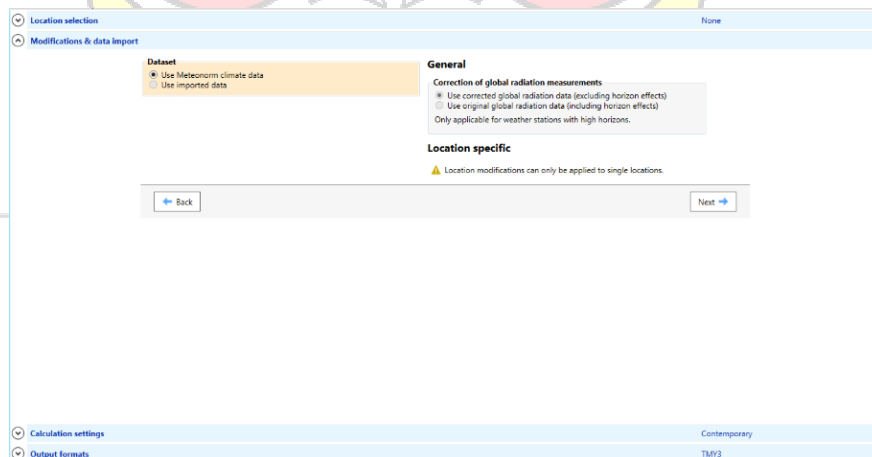 Location selection None
Modifications & data import
Dataset
Use Meteonorm climate data
Use imported data
General
Correction of global radiation measurements
Use corrected global radiation data (excluding horizon effects)
Use original global radiation data (including horizon effects)
Only applicable for weather stations with high horizons.
Location specific
Location modifications can only be applied to single locations.
Back Next
Calculation settings Contemporary
Output formats TMY3